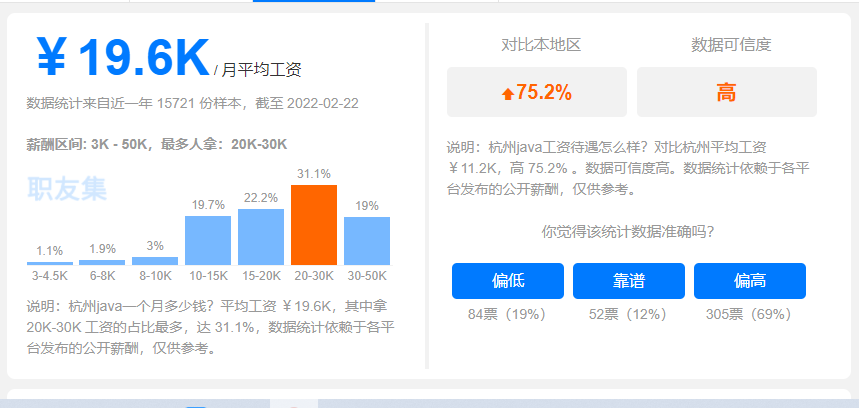 ￥19.6K / 月平均工资
数据统计来自近一年 15721 份样本，截至 2022-02-22
薪酬区间: 3K - 50K，最多人拿：20K-30K
职友集
1.1%
1.9%
3%
19.7%
22.2%
31.1%
19%
3-4.5K
6-8K
8-10K
10-15K
15-20K
20-30K
30-50K
说明：杭州java一个月多少钱？平均工资 ￥19.6K，其中拿
20K-30K 工资的占比最多，达 31.1%，数据统计依赖于各平
台发布的公开薪酬，仅供参考。
对比本地区
数据可信度
75.2%
高
说明：杭州java工资待遇怎么样？对比杭州平均工资
￥11.2K，高 75.2% 。数据可信度高。数据统计依赖于各平
台发布的公开薪酬，仅供参考。
你觉得该统计数据准确吗？
偏低
靠谱
偏高
84票（19%）
52票（12%）
305票（69%）